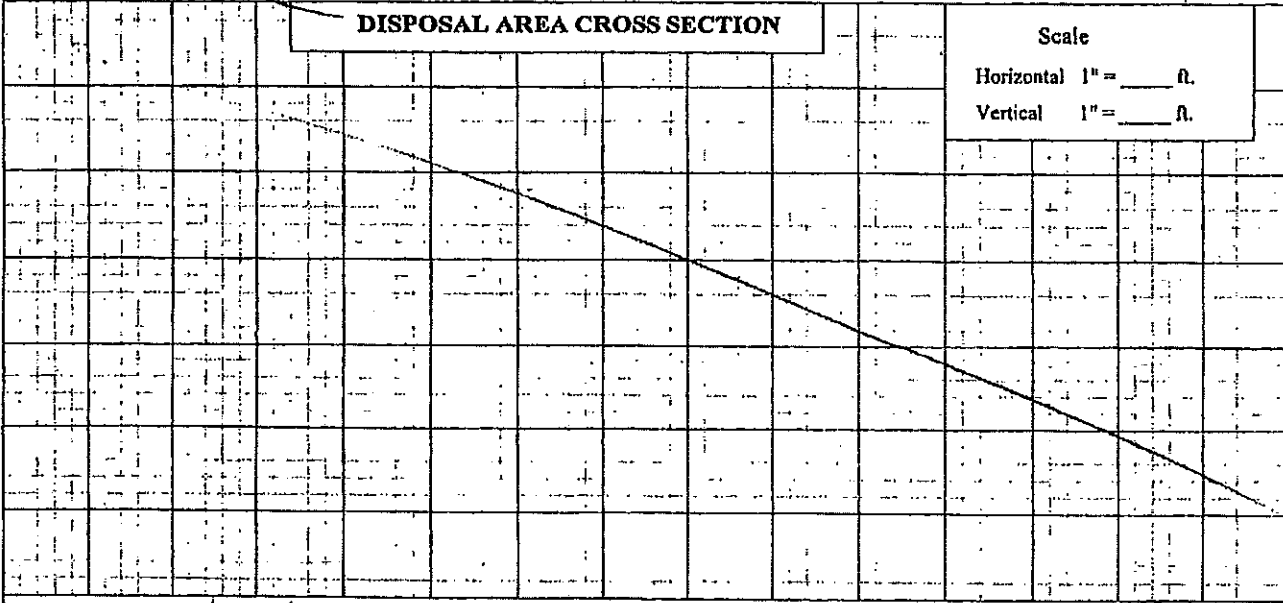 DISPOSAL AREA CROSS SECTION
Scale
Horizontal 1" = ____ ft.
Vertical 1" = ____ ft.